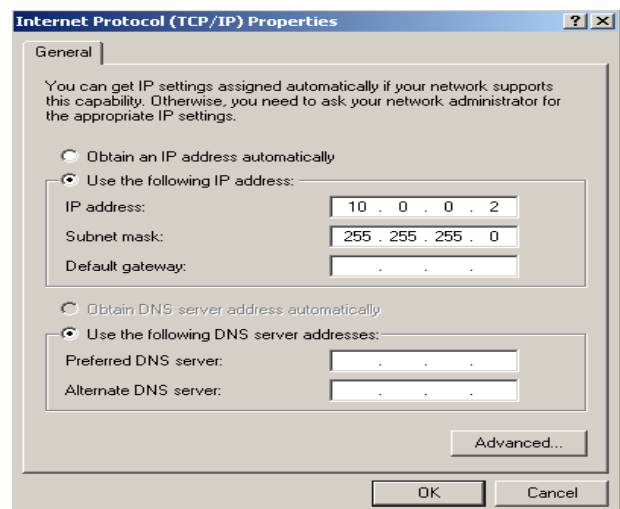 Internet Protocol (TCP/IP) Properties ? X
General
You can get IP settings assigned automatically if your network supports
this capability. Otherwise, you need to ask your network administrator for
the appropriate IP settings.
Obtain an IP address automatically
Use the following IP address:
IP address: 10 . 0 . 0 . 2
Subnet mask: 255 . 255 . 255 . 0
Default gateway: . . .
Obtain DNS server address automatically
Use the following DNS server addresses:
Preferred DNS server: . . .
Alternate DNS server: . . .
Advanced...
OK Cancel